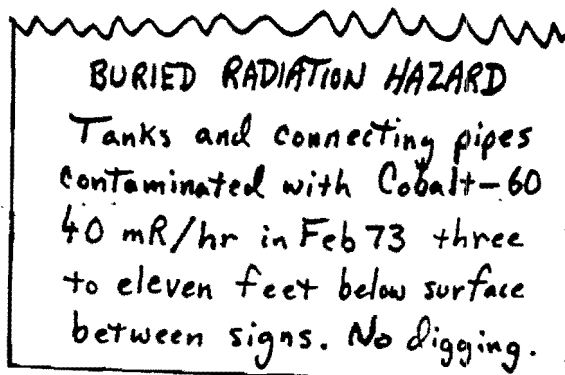 BURIED RADIATION HAZARD
Tanks and connecting pipes
contaminated with Cobalt-60
40 mR/hr in Feb 73 three
to eleven feet below surface
between signs. No digging.